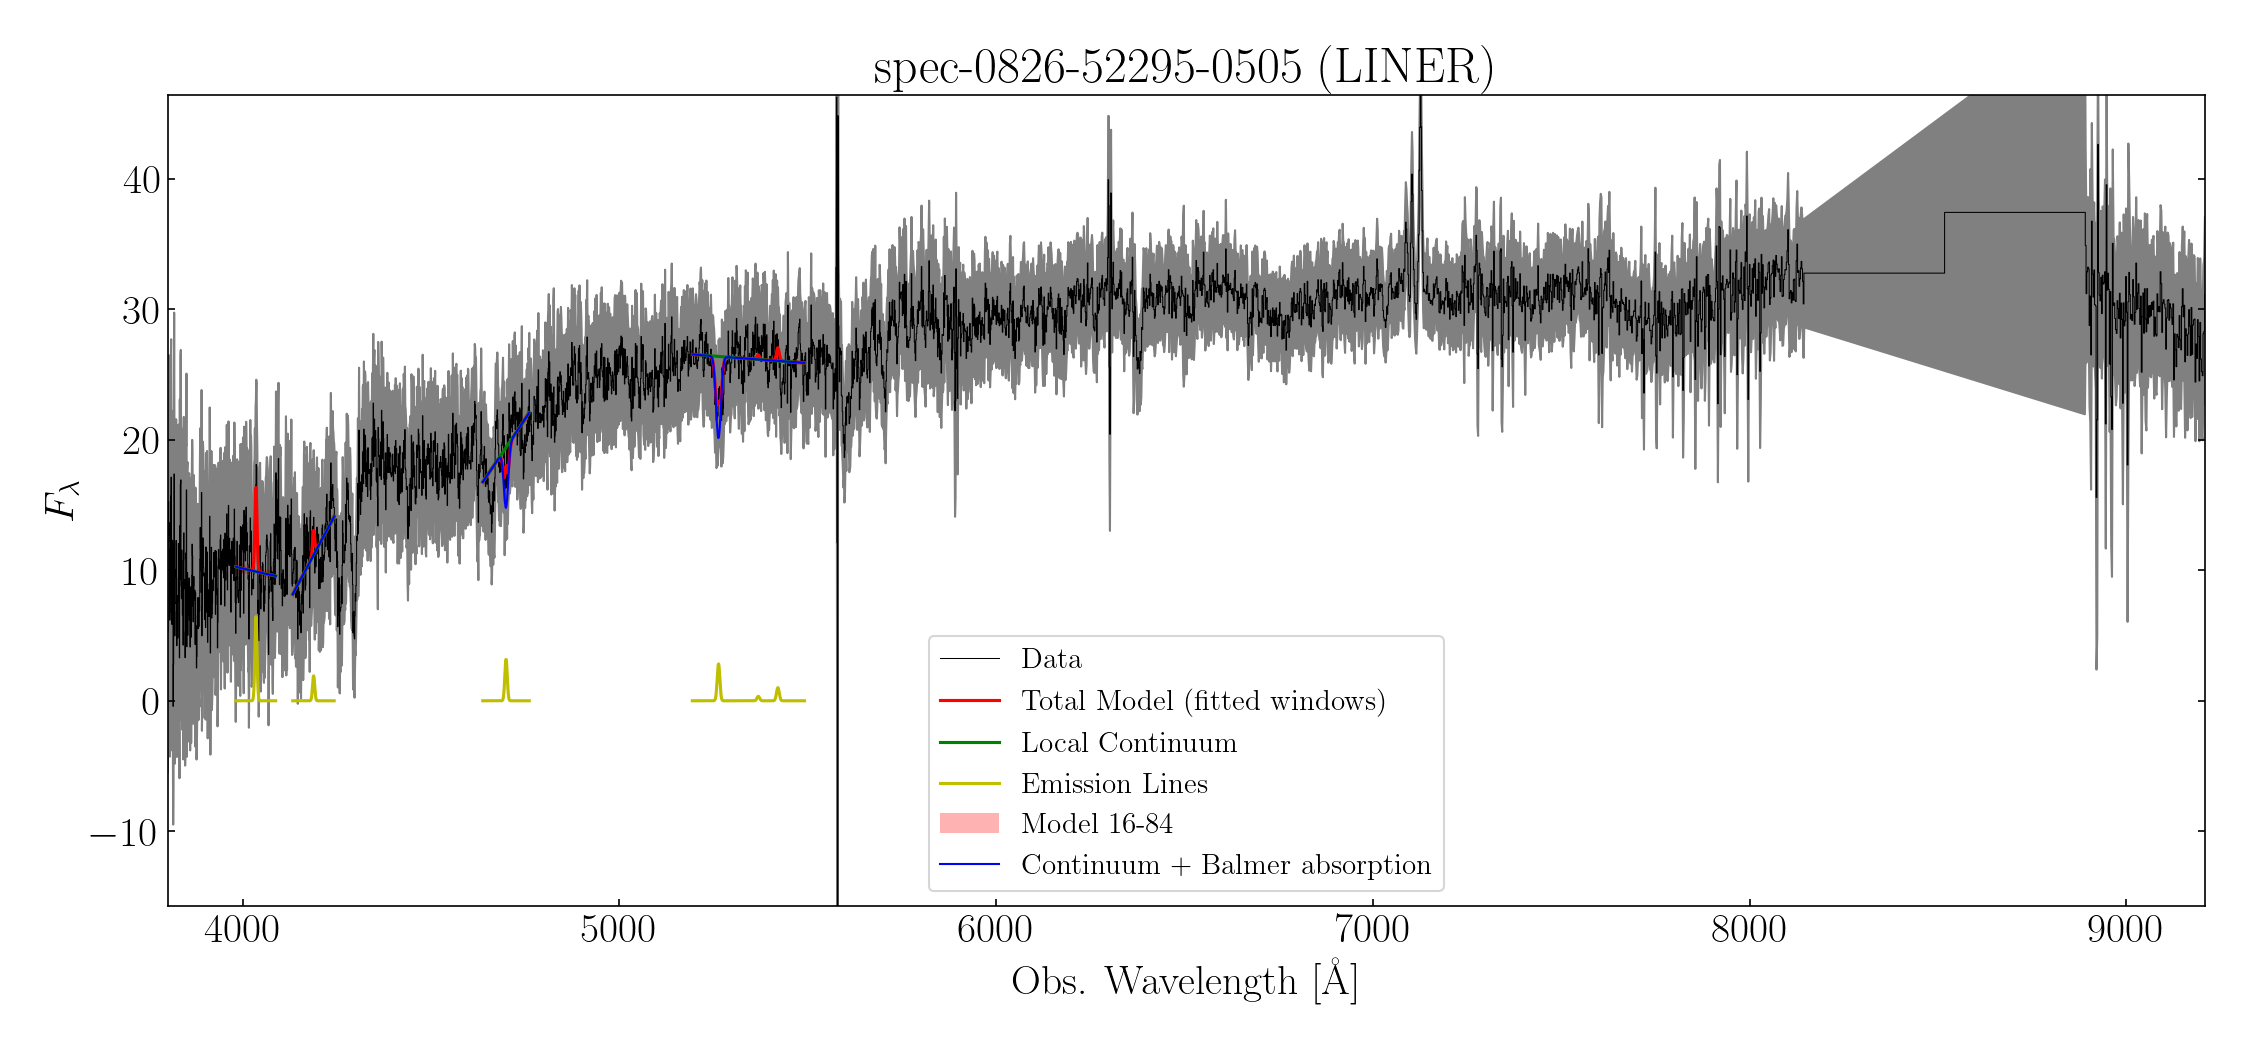 spec-0826-52295-0505 (LINER)
40
30
20
10
0
−10
F_λ
4000 5000 6000 7000 8000 9000
Obs. Wavelength [Å]
Data
Total Model (fitted windows)
Local Continuum
Emission Lines
Model 16-84
Continuum + Balmer absorption